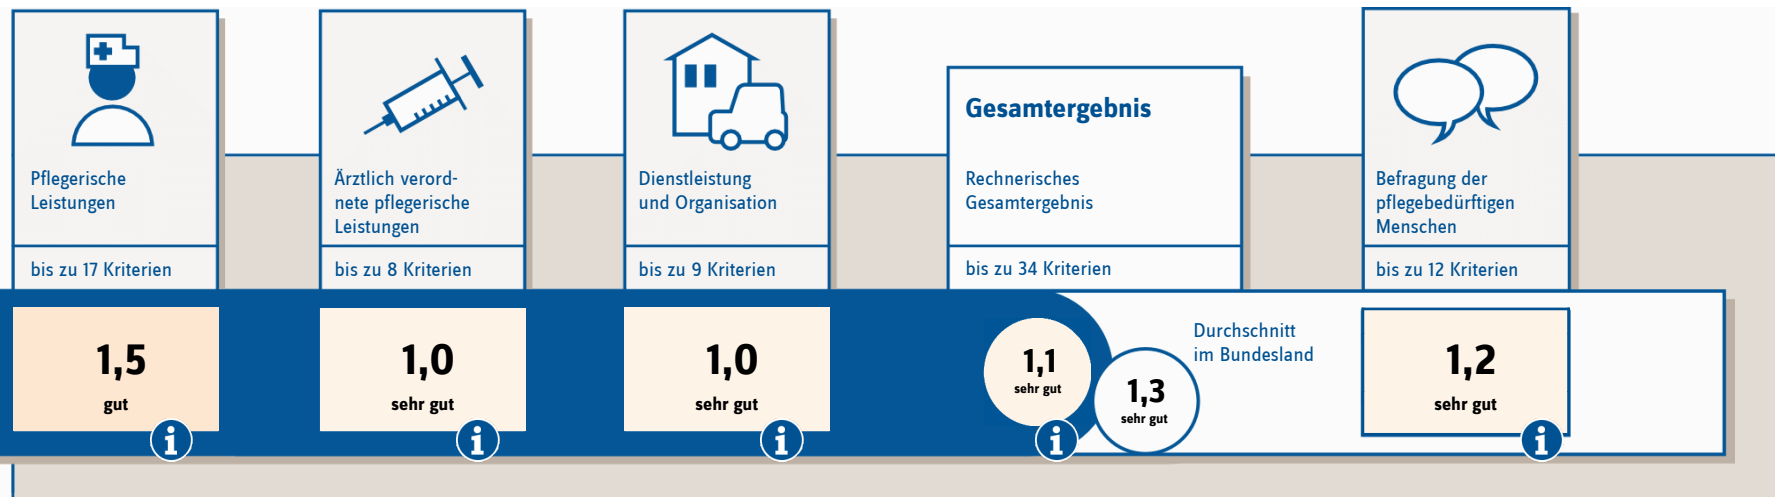 Pflegerische
Leistungen
bis zu 17 Kriterien
1,5
gut
Ärztlich verord-
nete pflegerische
Leistungen
bis zu 8 Kriterien
1,0
sehr gut
Dienstleistung
und Organisation
bis zu 9 Kriterien
1,0
sehr gut
Gesamtergebnis
Rechnerisches
Gesamtergebnis
bis zu 34 Kriterien
1,1
sehr gut
1,3
sehr gut
Durchschnitt
im Bundesland
Befragung der
pflegebedürftigen
Menschen
bis zu 12 Kriterien
1,2
sehr gut